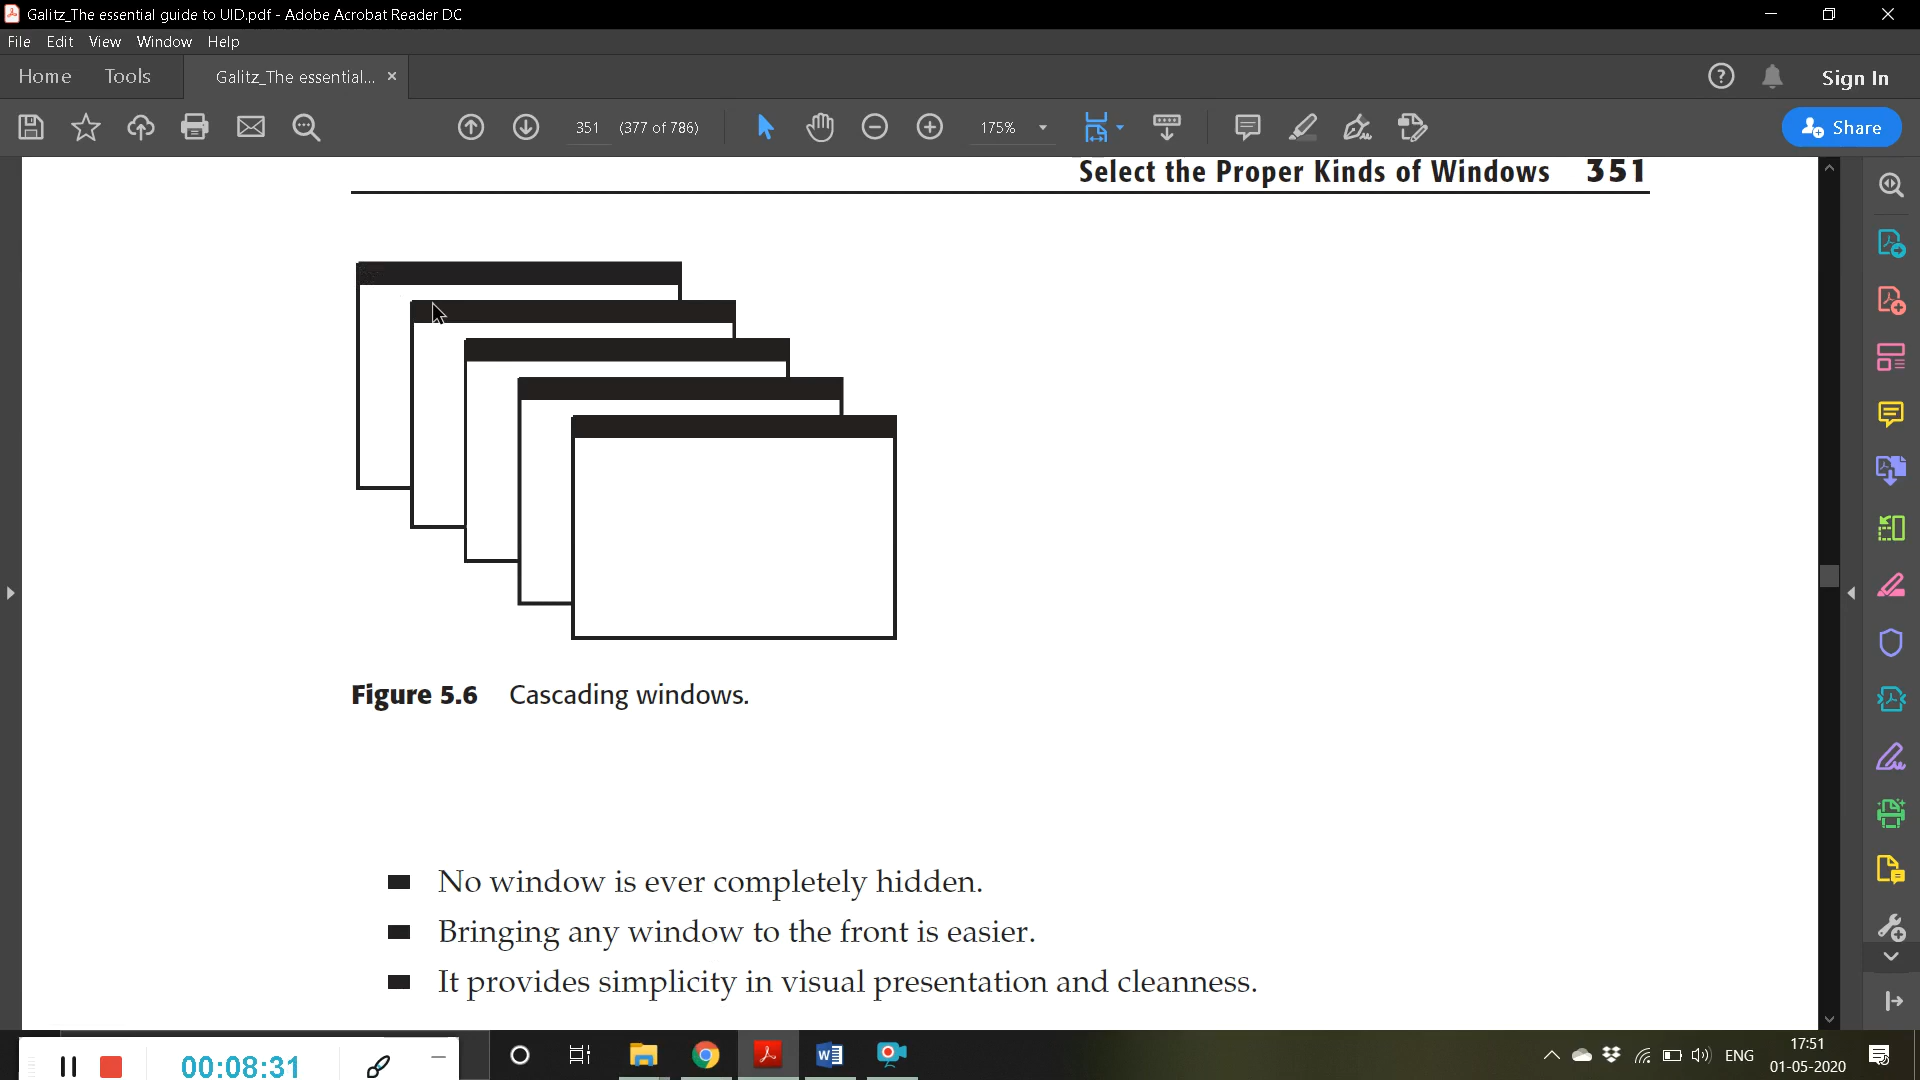 Galitz_The essential guide to UID.pdf - Adobe Acrobat Reader DC
File Edit View Window Help
Home Tools Galitz_The essential... × Sign In
351 (377 of 786) 175% Share
Select the Proper Kinds of Windows 351
Figure 5.6 Cascading windows.
No window is ever completely hidden.
Bringing any window to the front is easier.
It provides simplicity in visual presentation and cleanness.
00:08:31
ENG
17:51
01-05-2020